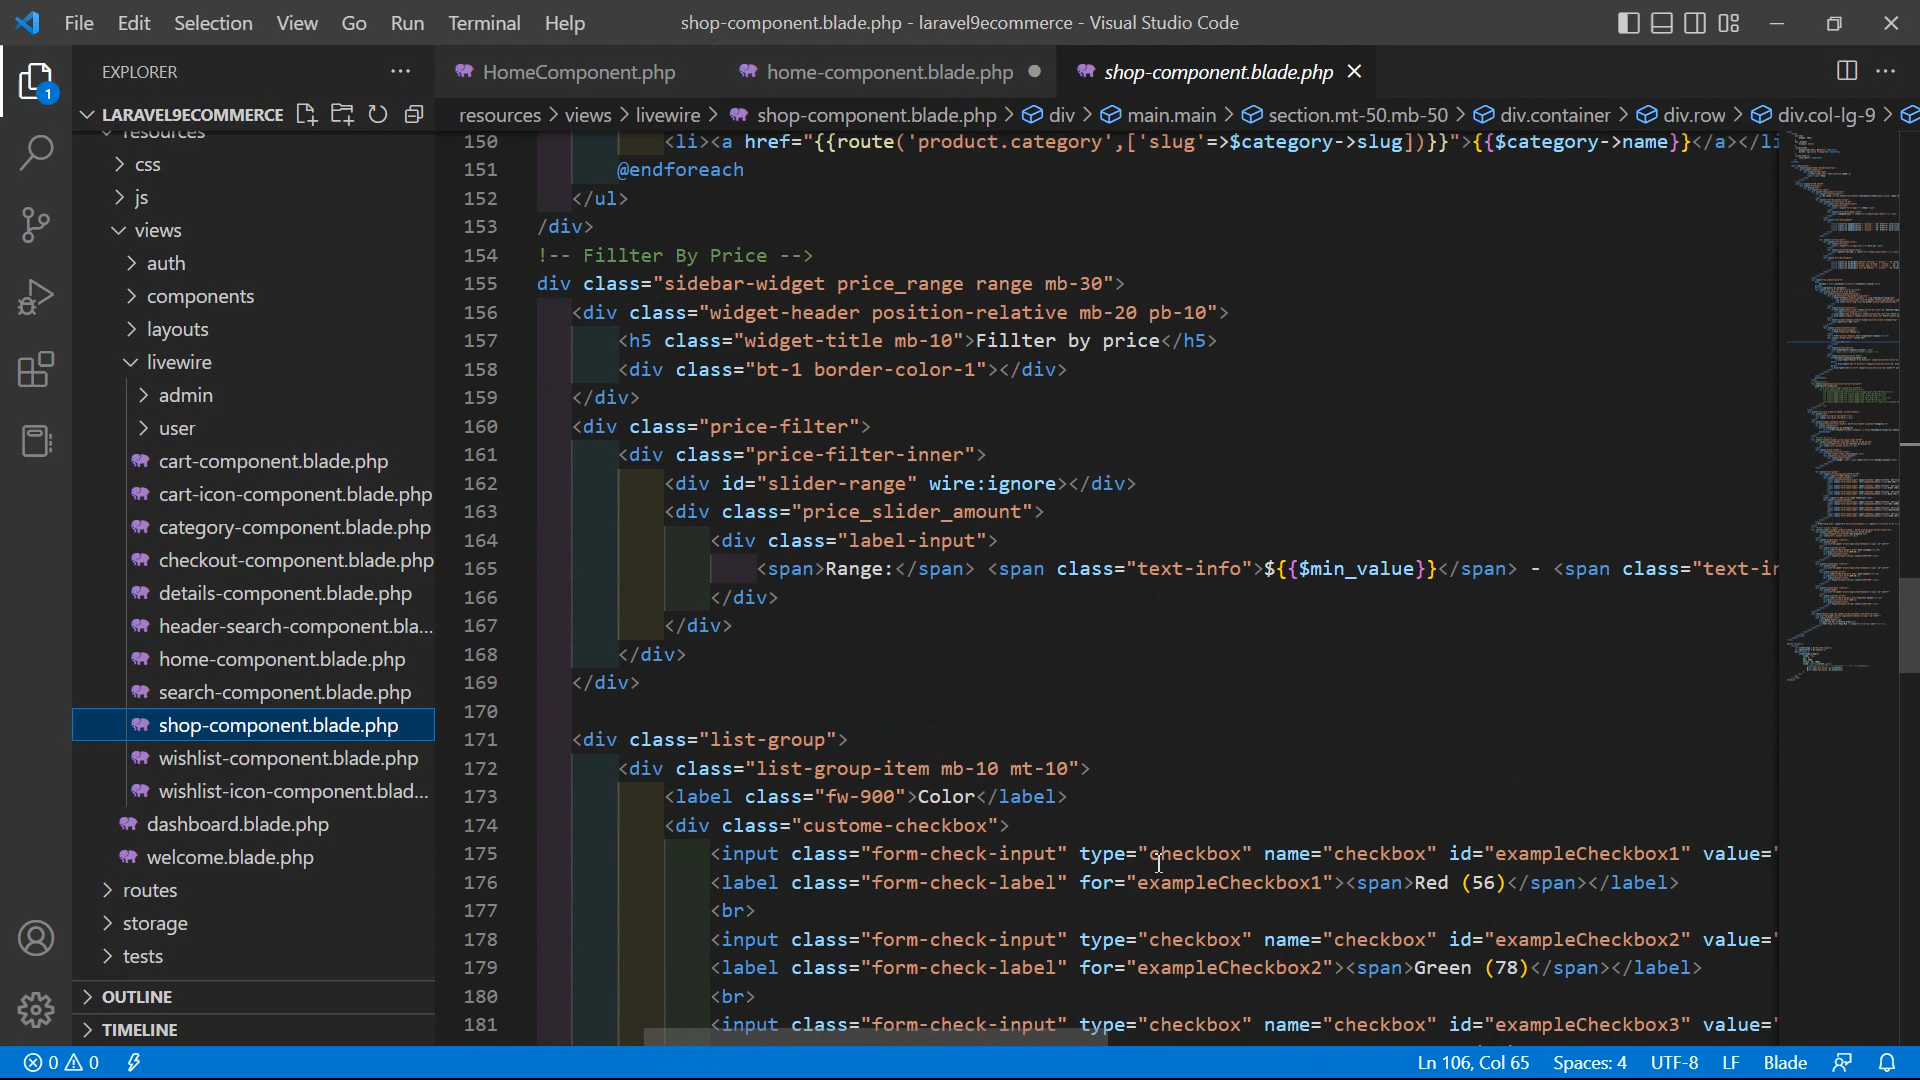 File Edit Selection View Go Run Terminal Help
shop-component.blade.php - laravel9ecommerce - Visual Studio Code
EXPLORER
HomeComponent.php
home-component.blade.php
shop-component.blade.php
LARAVEL9ECOMMERCE
resources > views > livewire > shop-component.blade.php > div > main.main > section.mt-50.mb-50 > div.container > div.row > div.col-lg-9 >
1
resources
css
js
views
auth
components
layouts
livewire
admin
user
cart-component.blade.php
cart-icon-component.blade.php
category-component.blade.php
checkout-component.blade.php
details-component.blade.php
header-search-component.bla...
home-component.blade.php
search-component.blade.php
shop-component.blade.php
wishlist-component.blade.php
wishlist-icon-component.blad...
dashboard.blade.php
welcome.blade.php
routes
storage
tests
OUTLINE
TIMELINE
150 <li><a href="{{route('product.category',['slug'=>$category->slug])}}">{{$category->name}}</a></li
151 @endforeach
152 </ul>
153 /div>
154 !-- Fillter By Price -->
155 div class="sidebar-widget price_range range mb-30">
156 <div class="widget-header position-relative mb-20 pb-10">
157 <h5 class="widget-title mb-10">Fillter by price</h5>
158 <div class="bt-1 border-color-1"></div>
159 </div>
160 <div class="price-filter">
161 <div class="price-filter-inner">
162 <div id="slider-range" wire:ignore></div>
163 <div class="price_slider_amount">
164 <div class="label-input">
165 <span>Range:</span> <span class="text-info">${{$min_value}}</span> - <span class="text-in
166 </div>
167 </div>
168 </div>
169 </div>
170
171 <div class="list-group">
172 <div class="list-group-item mb-10 mt-10">
173 <label class="fw-900">Color</label>
174 <div class="custome-checkbox">
175 <input class="form-check-input" type="checkbox" name="checkbox" id="exampleCheckbox1" value="
176 <label class="form-check-label" for="exampleCheckbox1"><span>Red (56)</span></label>
177 <br>
178 <input class="form-check-input" type="checkbox" name="checkbox" id="exampleCheckbox2" value="
179 <label class="form-check-label" for="exampleCheckbox2"><span>Green (78)</span></label>
180 <br>
181 <input class="form-check-input" type="checkbox" name="checkbox" id="exampleCheckbox3" value="
0 0
Ln 106, Col 65 Spaces: 4 UTF-8 LF Blade